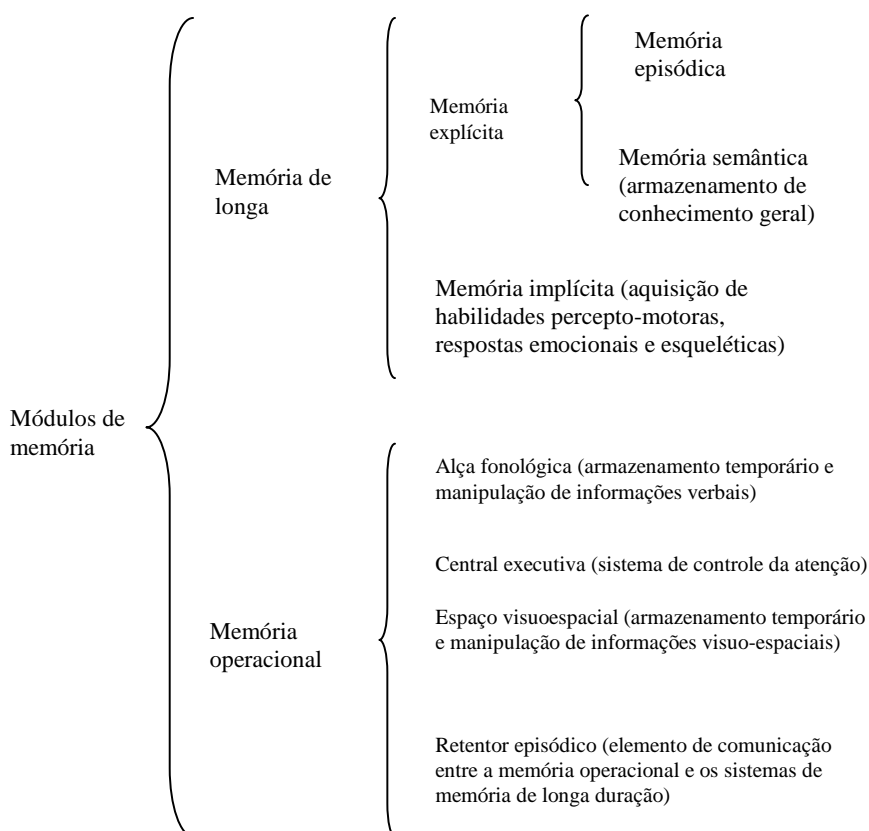 Módulos de
memória
Memória de
longa
Memória
explícita
Memória
episódica
Memória semântica
(armazenamento de
conhecimento geral)
Memória implícita (aquisição de
habilidades percepto-motoras,
respostas emocionais e esqueléticas)
Memória
operacional
Alça fonológica (armazenamento temporário e
manipulação de informações verbais)
Central executiva (sistema de controle da atenção)
Espaço visuoespacial (armazenamento temporário
e manipulação de informações visuo-espaciais)
Retentor episódico (elemento de comunicação
entre a memória operacional e os sistemas de
memória de longa duração)